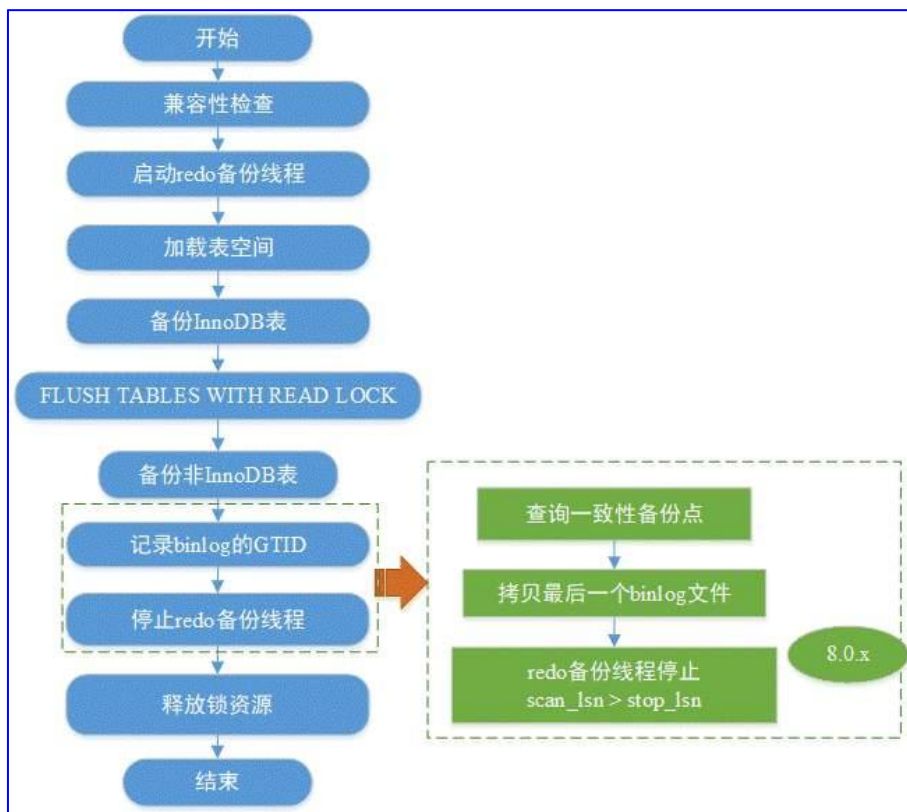 开始
兼容性检查
启动redo备份线程
加载表空间
备份InnoDB表
FLUSH TABLES WITH READ LOCK
备份非InnoDB表
记录binlog的GTID
停止redo备份线程
释放锁资源
结束
查询一致性备份点
拷贝最后一个binlog文件
redo备份线程停止
scan_lsn > stop_lsn
8.0.x